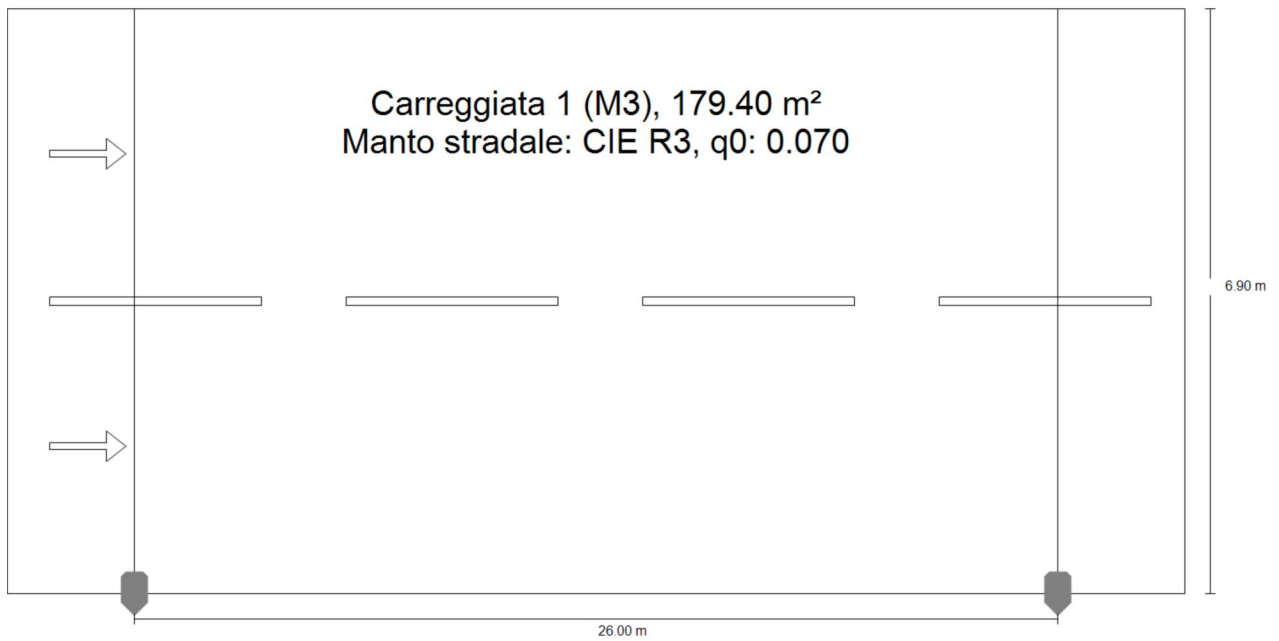 Carreggiata 1 (M3), 179.40 m²
Manto stradale: CIE R3, q0: 0.070
6.90 m
26.00 m